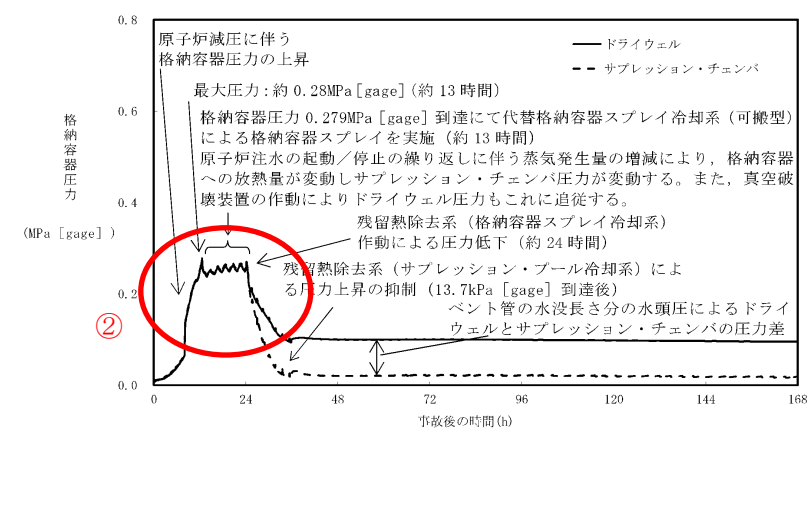 0.8
原子炉減圧に伴う
格納容器圧力の上昇
ドライウェル
サプレッション・チェンバ
最大圧力：約 0.28MPa［gage］（約 13 時間）
0.6
格納容器圧力 0.279MPa［gage］到達にて代替格納容器スプレイ冷却系（可搬型）
による格納容器スプレイを実施（約 13 時間）
原子炉注水の起動／停止の繰り返しに伴う蒸気発生量の増減により，格納容器
への放熱量が変動しサプレッション・チェンバ圧力が変動する。また，真空破
壊装置の作動によりドライウェル圧力もこれに追従する。
格納容器圧力
(MPa［gage］)
0.4
残留熱除去系（格納容器スプレイ冷却系）
作動による圧力低下（約 24 時間）
残留熱除去系（サプレッション・プール冷却系）によ
る圧力上昇の抑制（13.7kPa［gage］到達後）
0.2
ベント管の水没長さ分の水頭圧によるドライ
ウェルとサプレッション・チェンバの圧力差
②
0.0
0 24 48 72 96 120 144 168
事故後の時間(h)